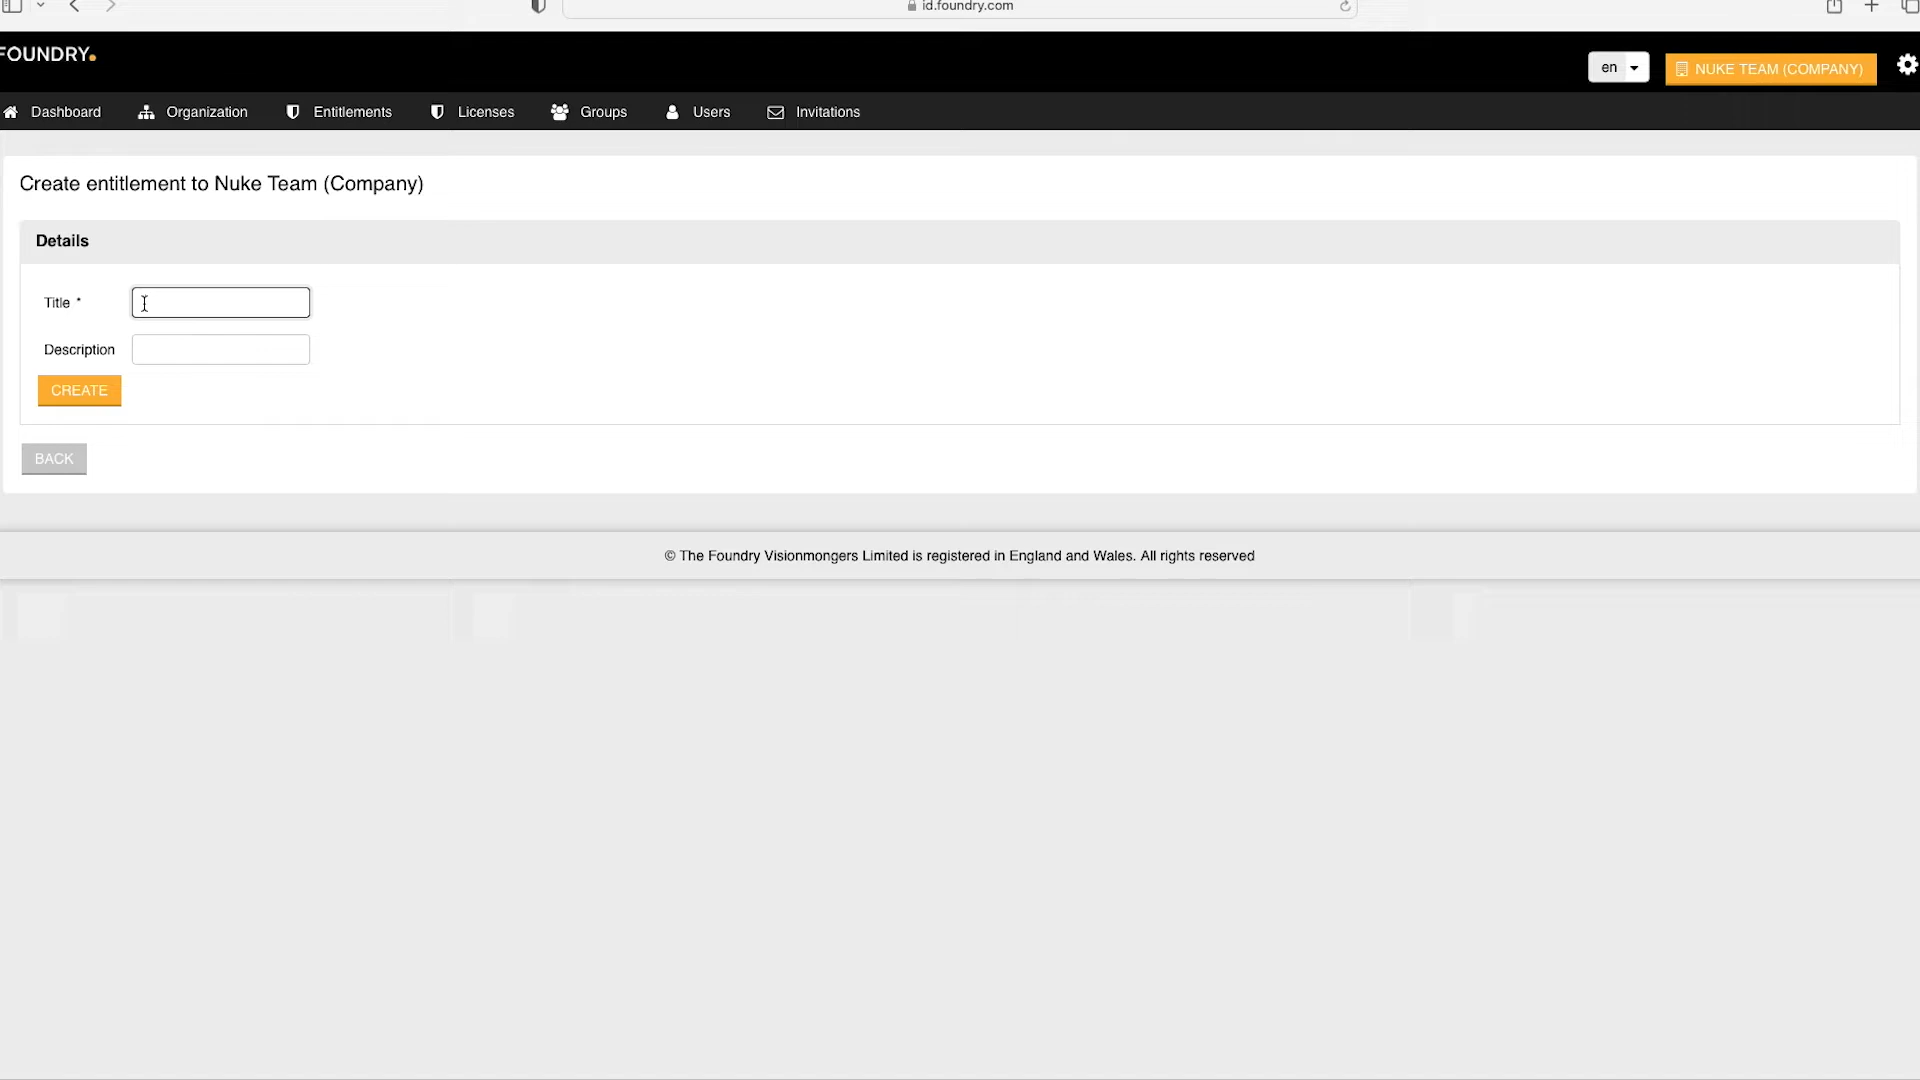 id.foundry.com
FOUNDRY.
en
NUKE TEAM (COMPANY)
Dashboard
Organization
Entitlements
Licenses
Groups
Users
Invitations
Create entitlement to Nuke Team (Company)
Details
Title *
Description
CREATE
BACK
© The Foundry Visionmongers Limited is registered in England and Wales. All rights reserved